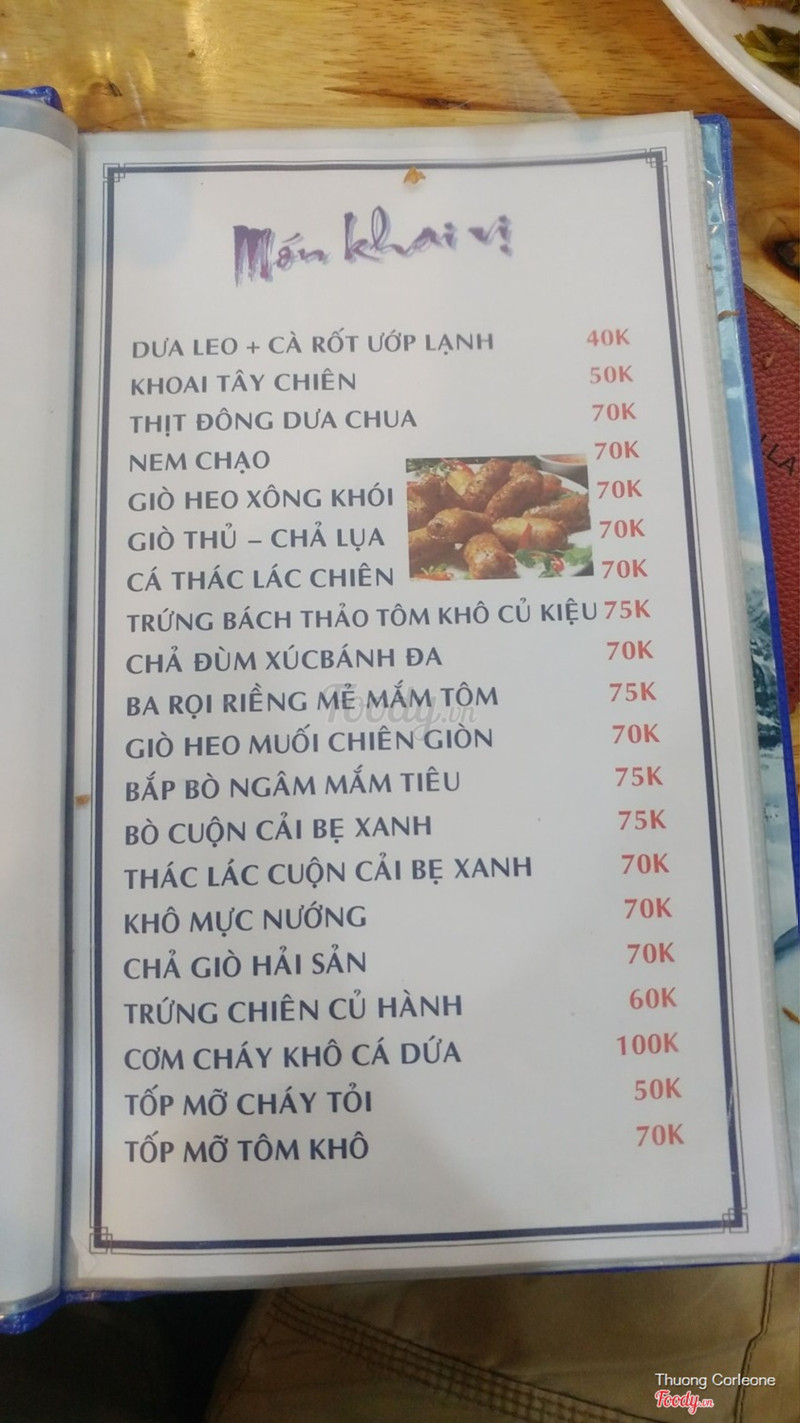 Món khai vị
DƯA LEO + CÀ RỐT ƯỚP LẠNH 40K
KHOAI TÂY CHIÊN 50K
THỊT ĐÔNG DƯA CHUA 70K
NEM CHẠO 70K
GIÒ HEO XÔNG KHÓI 70K
GIÒ THỦ – CHẢ LỤA 70K
CÁ THÁC LÁC CHIÊN 70K
TRỨNG BÁCH THẢO TÔM KHÔ CỦ KIỆU 75K
CHẢ ĐÙM XÚCBÁNH ĐA 70K
BA RỌI RIỀNG MẺ MẮM TÔM 75K
Foody.vn
GIÒ HEO MUỐI CHIÊN GIÒN 70K
BẮP BÒ NGÂM MẮM TIÊU 75K
BÒ CUỘN CẢI BẸ XANH 75K
THÁC LÁC CUỘN CẢI BẸ XANH 70K
KHÔ MỰC NƯỚNG 70K
CHẢ GIÒ HẢI SẢN 70K
TRỨNG CHIÊN CỦ HÀNH 60K
CƠM CHÁY KHÔ CÁ DỨA 100K
TỐP MỠ CHÁY TỎI 50K
TỐP MỠ TÔM KHÔ 70K
Thuong Corleone
Foody.vn